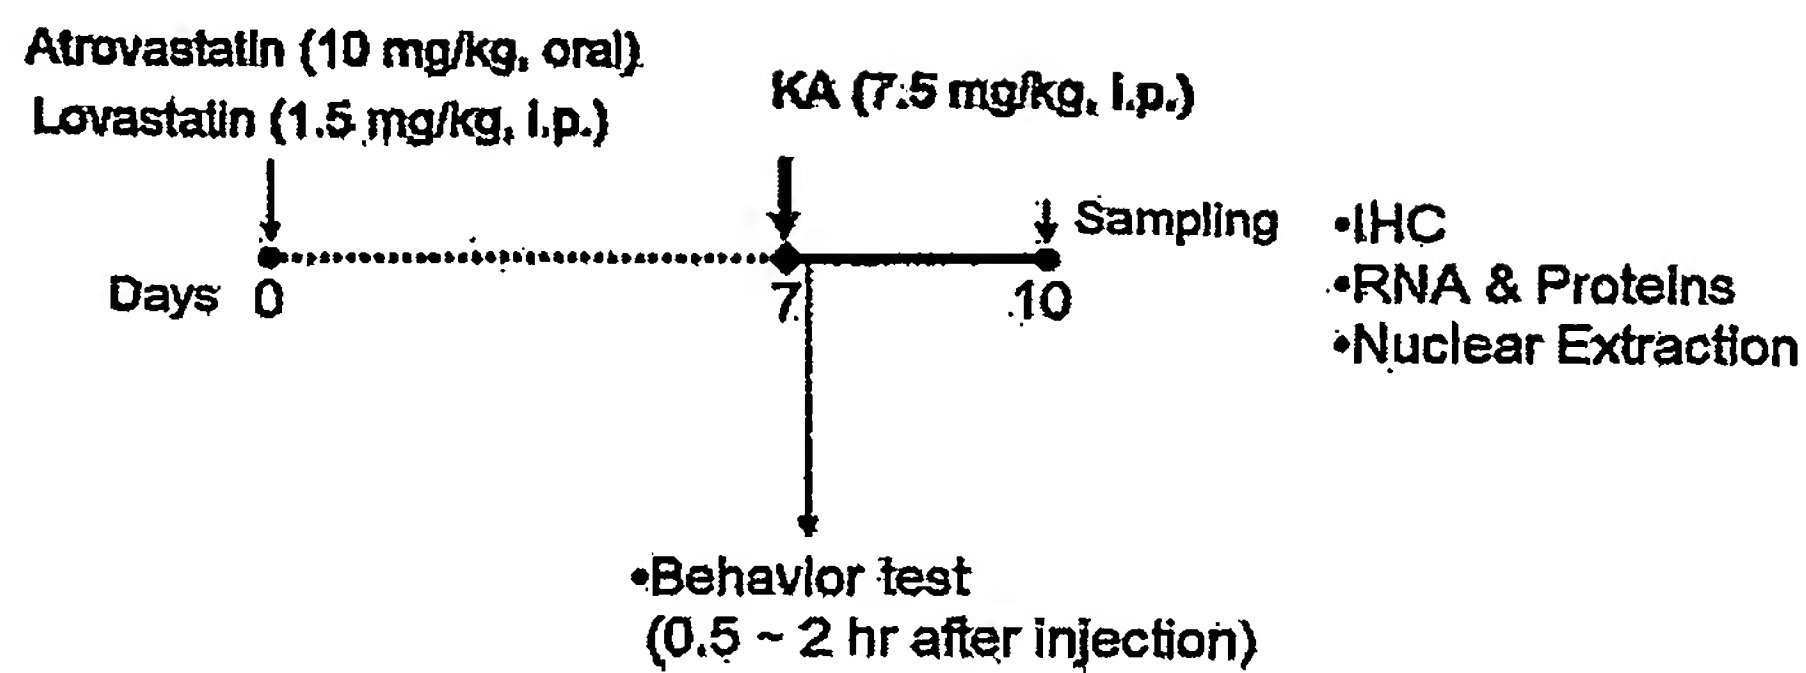 Atrovastatin (10 mg/kg, oral)
Lovastatin (1.5 mg/kg, i.p.)
KA (7.5 mg/kg, i.p.)
Sampling
•IHC
•RNA & Proteins
•Nuclear Extraction
Days 0 7 10
•Behavior test
(0.5 ~ 2 hr after injection)